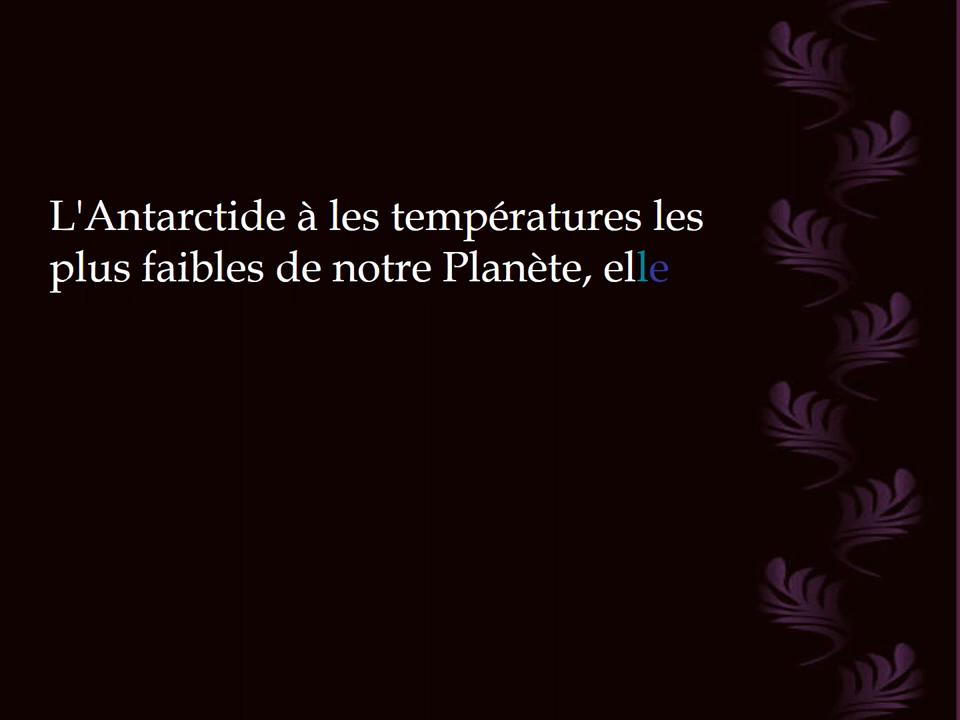 L'Antarctide à les températures les
plus faibles de notre Planète, elle